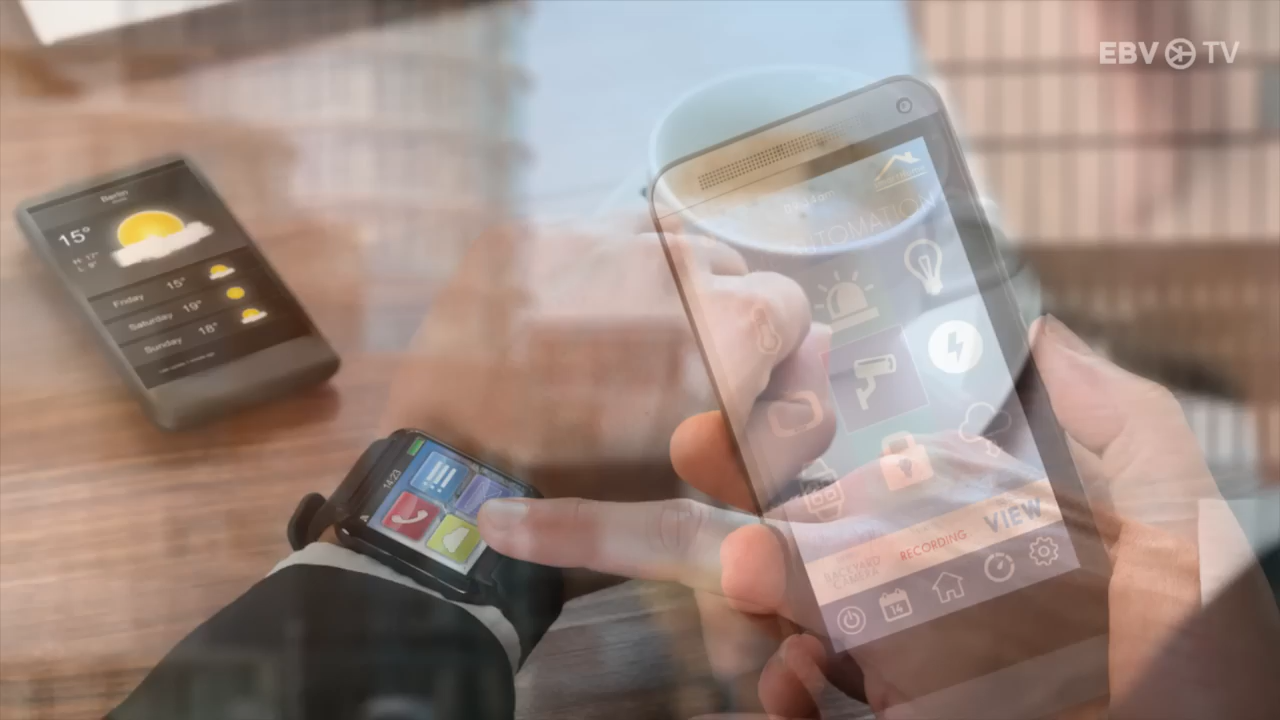 EBV TV
Berlin
15°
Friday 15°
Saturday 19°
Sunday 18°
14:23
AUTOMATION
BACKYARD
CAMERA
RECORDING
VIEW
14